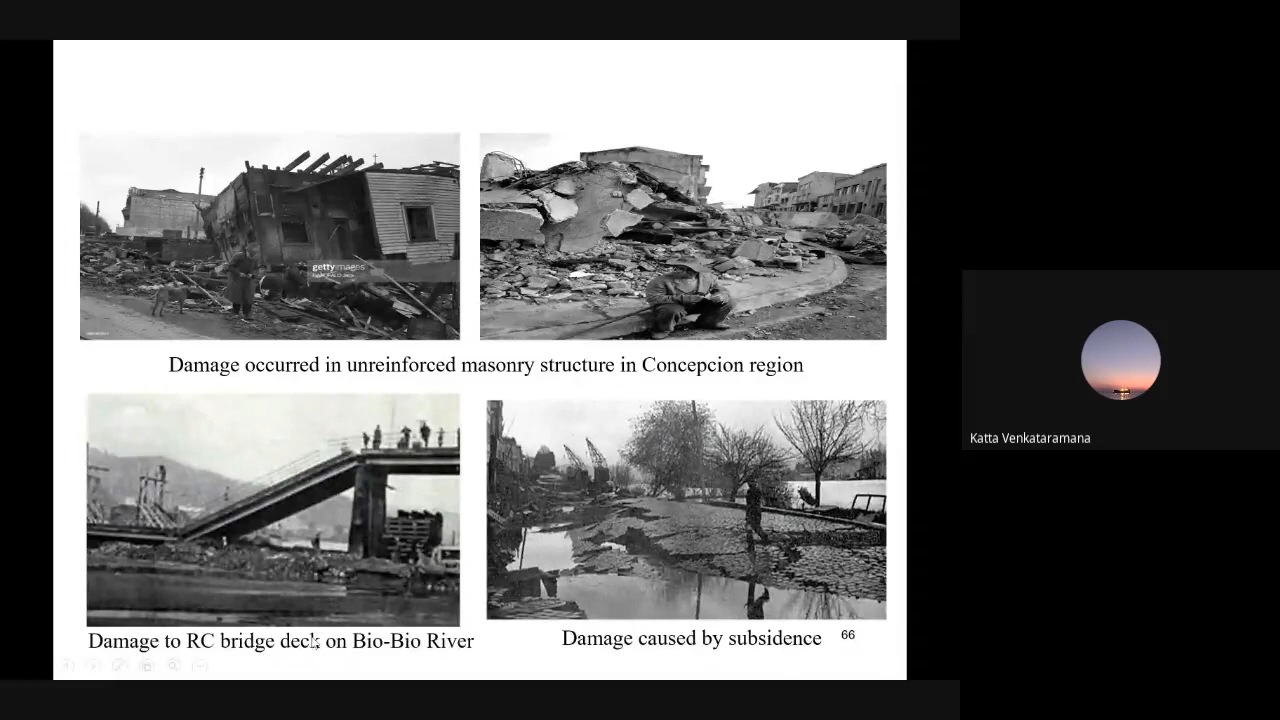 gettyimages
Damage occurred in unreinforced masonry structure in Concepcion region
Katta Venkataramana
Damage to RC bridge deck on Bio-Bio River
Damage caused by subsidence
66